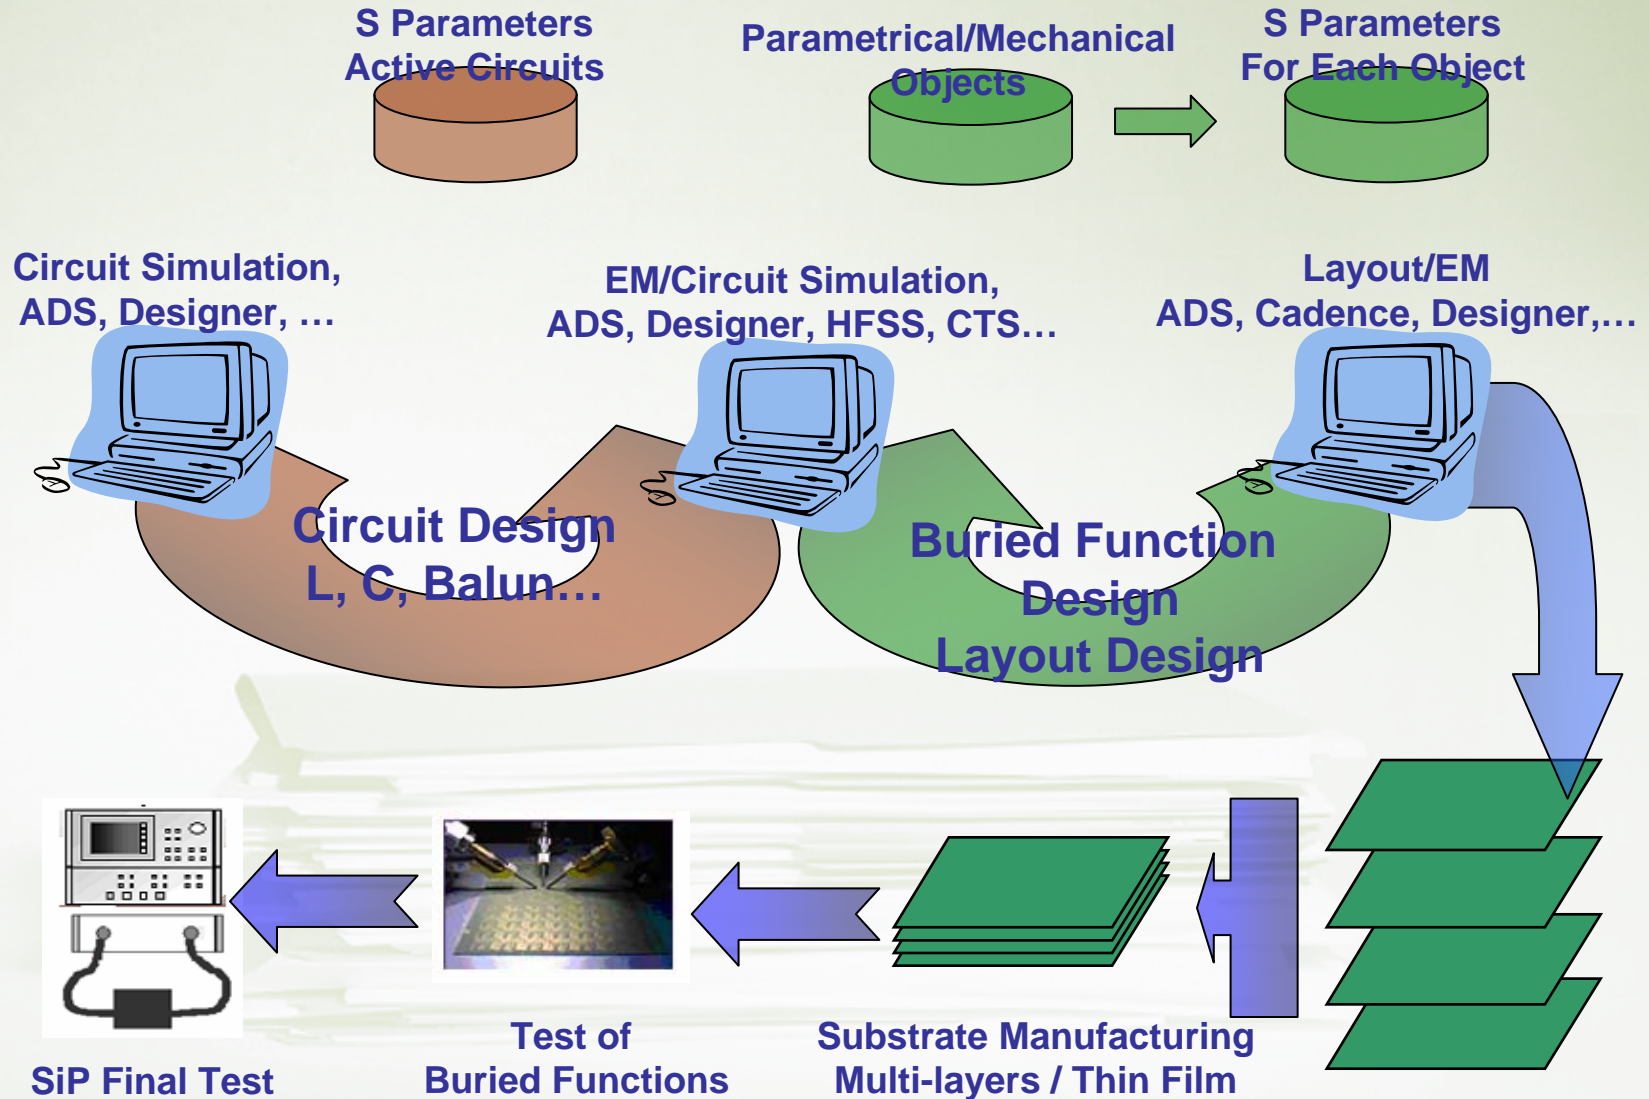 S Parameters
Active Circuits
Parametrical/Mechanical
Objects
S Parameters
For Each Object
Circuit Simulation,
ADS, Designer, …
EM/Circuit Simulation,
ADS, Designer, HFSS, CTS…
Layout/EM
ADS, Cadence, Designer,…
Circuit Design
L, C, Balun…
Buried Function
Design
Layout Design
SiP Final Test
Test of
Buried Functions
Substrate Manufacturing
Multi-layers / Thin Film